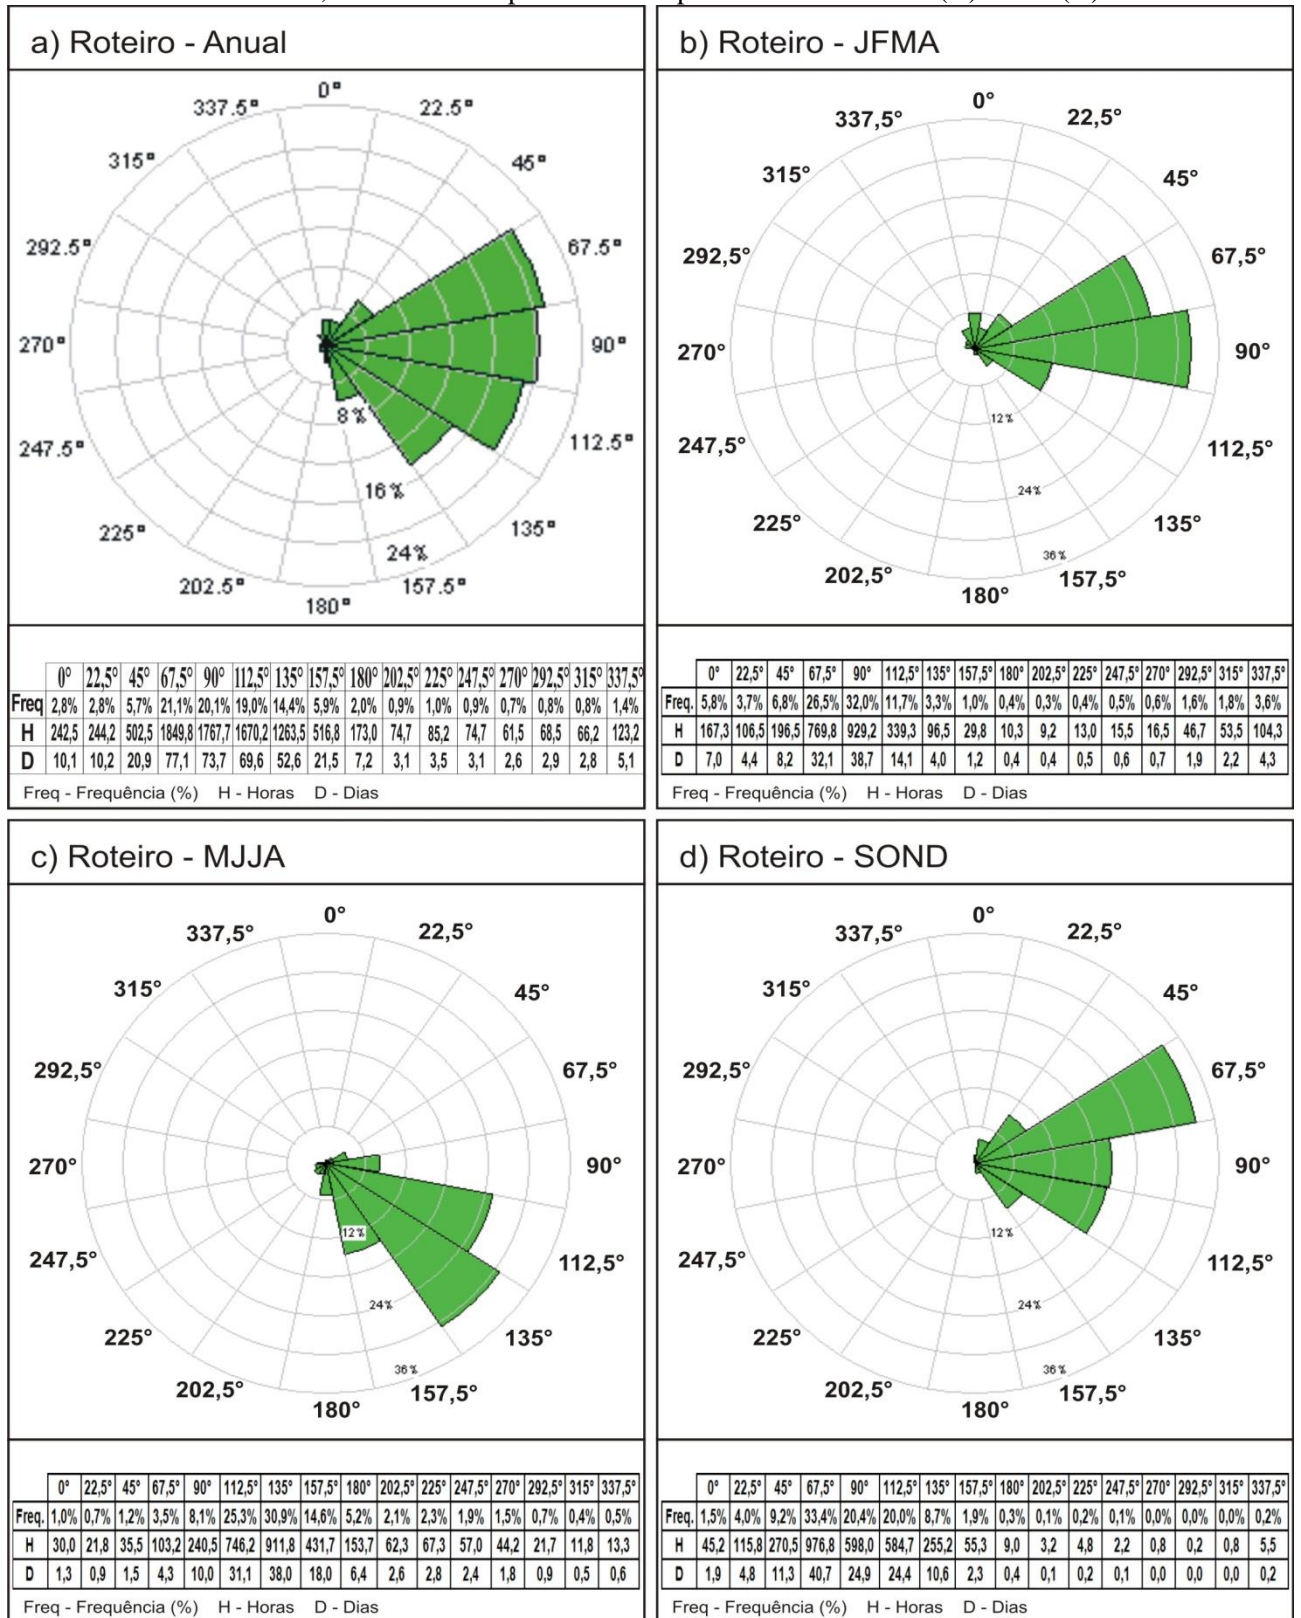 a) Roteiro - Anual
0°
337.5° 22.5°
315° 45°
292.5° 67.5°
270° 90°
8%
247.5° 112.5°
16%
225° 135°
24%
202.5° 157.5°
180°
0° 22,5° 45° 67,5° 90° 112,5° 135° 157,5° 180° 202,5° 225° 247,5° 270° 292,5° 315° 337,5°
Freq 2,8% 2,8% 5,7% 21,1% 20,1% 19,0% 14,4% 5,9% 2,0% 0,9% 1,0% 0,9% 0,7% 0,8% 0,8% 1,4%
H 242,5 244,2 502,5 1849,8 1767,7 1670,2 1263,5 516,8 173,0 74,7 85,2 74,7 61,5 68,5 66,2 123,2
D 10,1 10,2 20,9 77,1 73,7 69,6 52,6 21,5 7,2 3,1 3,5 3,1 2,6 2,9 2,8 5,1
Freq - Frequência (%) H - Horas D - Dias
b) Roteiro - JFMA
0°
337,5° 22,5°
315° 45°
292,5° 67,5°
270° 90°
12%
247,5° 112,5°
24%
225° 135°
36%
202,5° 157,5°
180°
0° 22,5° 45° 67,5° 90° 112,5° 135° 157,5° 180° 202,5° 225° 247,5° 270° 292,5° 315° 337,5°
Freq. 5,8% 3,7% 6,8% 26,5% 32,0% 11,7% 3,3% 1,0% 0,4% 0,3% 0,4% 0,5% 0,6% 1,6% 1,8% 3,6%
H 167,3 106,5 196,5 769,8 929,2 339,3 96,5 29,8 10,3 9,2 13,0 15,5 16,5 46,7 53,5 104,3
D 7,0 4,4 8,2 32,1 38,7 14,1 4,0 1,2 0,4 0,4 0,5 0,6 0,7 1,9 2,2 4,3
Freq - Frequência (%) H - Horas D - Dias
c) Roteiro - MJJA
0°
337,5° 22,5°
315° 45°
292,5° 67,5°
270° 90°
12%
247,5° 112,5°
24%
225° 135°
36%
202,5° 157,5°
180°
0° 22,5° 45° 67,5° 90° 112,5° 135° 157,5° 180° 202,5° 225° 247,5° 270° 292,5° 315° 337,5°
Freq. 1,0% 0,7% 1,2% 3,5% 8,1% 25,3% 30,9% 14,6% 5,2% 2,1% 2,3% 1,9% 1,5% 0,7% 0,4% 0,5%
H 30,0 21,8 35,5 103,2 240,5 746,2 911,8 431,7 153,7 62,3 67,3 57,0 44,2 21,7 11,8 13,3
D 1,3 0,9 1,5 4,3 10,0 31,1 38,0 18,0 6,4 2,6 2,8 2,4 1,8 0,9 0,5 0,6
Freq - Frequência (%) H - Horas D - Dias
d) Roteiro - SOND
0°
337,5° 22,5°
315° 45°
292,5° 67,5°
270° 90°
12%
247,5° 112,5°
24%
225° 135°
36%
202,5° 157,5°
180°
0° 22,5° 45° 67,5° 90° 112,5° 135° 157,5° 180° 202,5° 225° 247,5° 270° 292,5° 315° 337,5°
Freq. 1,5% 4,0% 9,2% 33,4% 20,4% 20,0% 8,7% 1,9% 0,3% 0,1% 0,2% 0,1% 0,0% 0,0% 0,0% 0,2%
H 45,2 115,8 270,5 976,8 598,0 584,7 255,2 55,3 9,0 3,2 4,8 2,2 0,8 0,2 0,8 5,5
D 1,9 4,8 11,3 40,7 24,9 24,4 10,6 2,3 0,4 0,1 0,2 0,1 0,0 0,0 0,0 0,2
Freq - Frequência (%) H - Horas D - Dias